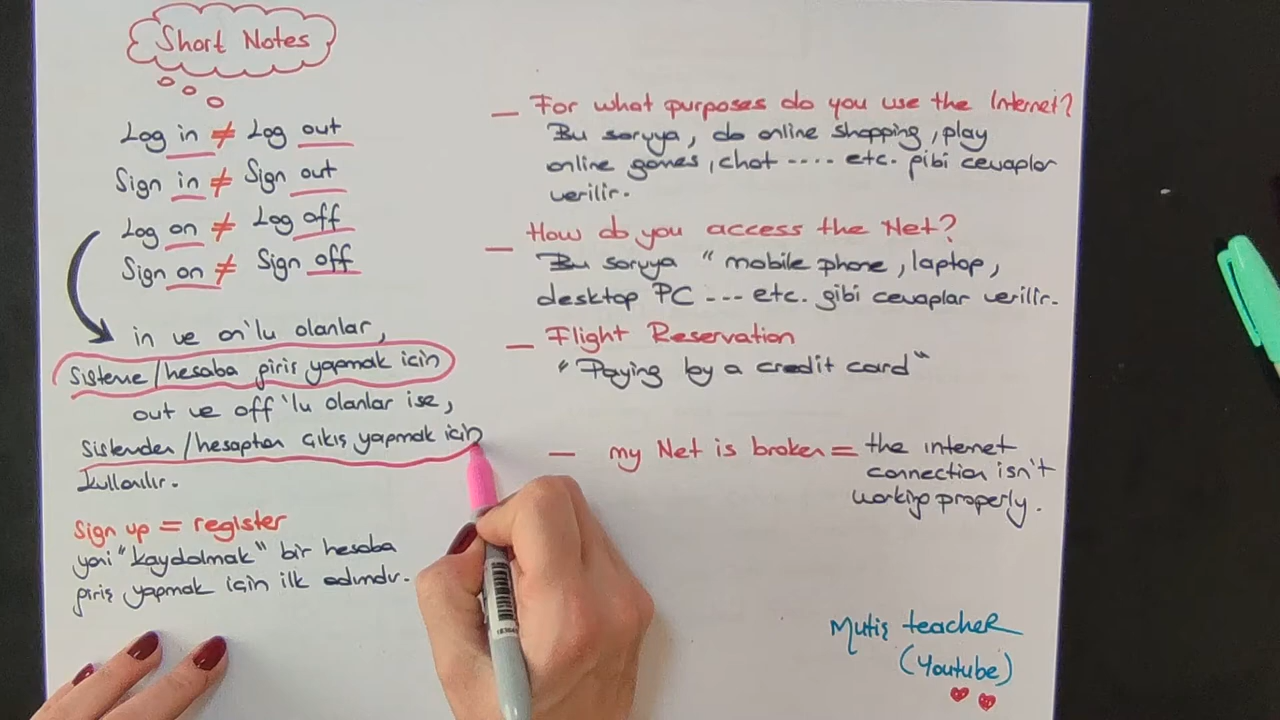 Short Notes
Log in ≠ Log out
Sign in ≠ Sign out
Log on ≠ Log off
Sign on ≠ Sign off
in ve on'lu olanlar,
Sisteme/hesaba giriş yapmak için
out ve off'lu olanlar ise,
Sistemden/hesaptan çıkış yapmak için
kullanılır.
Sign up = register
yani "kaydolmak" bir hesaba
giriş yapmak için ilk adımdır.
— For what purposes do you use the Internet?
Bu soruya, do online shopping, play
online games, chat .... etc. gibi cevaplar
verilir.
— How do you access the Net?
Bu soruya " mobile phone, laptop,
desktop PC --- etc. gibi cevaplar verilir.
— Flight Reservation
"Paying by a credit card"
— my Net is broken = the internet
connection isn't
working properly.
Mutiş teacher
(Youtube)